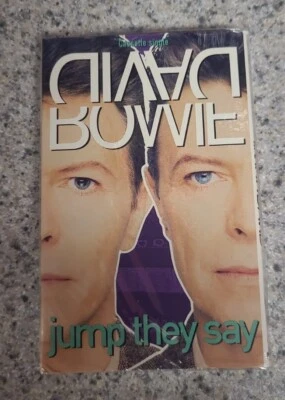 Cassette single
DAVID
BOWIE
jump they say